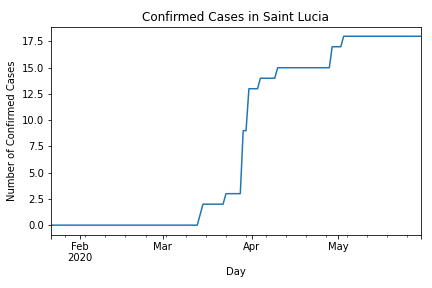 Confirmed Cases in Saint Lucia
Number of Confirmed Cases
17.5
15.0
12.5
10.0
7.5
5.0
2.5
0.0
Feb Mar Apr May
2020
Day